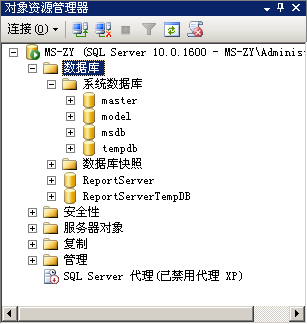 对象资源管理器
连接(O)
MS-ZY (SQL Server 10.0.1600 - MS-ZY\Adminis
数据库
系统数据库
master
model
msdb
tempdb
数据库快照
ReportServer
ReportServerTempDB
安全性
服务器对象
复制
管理
SQL Server 代理(已禁用代理 XP)